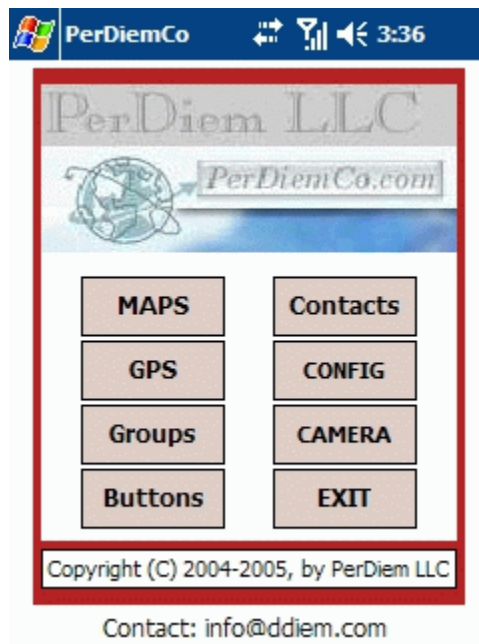 PerDiemCo 3:36
PerDiem LLC
PerDiemCo.com
MAPS Contacts
GPS CONFIG
Groups CAMERA
Buttons EXIT
Copyright (C) 2004-2005, by PerDiem LLC
Contact: info@ddiem.com